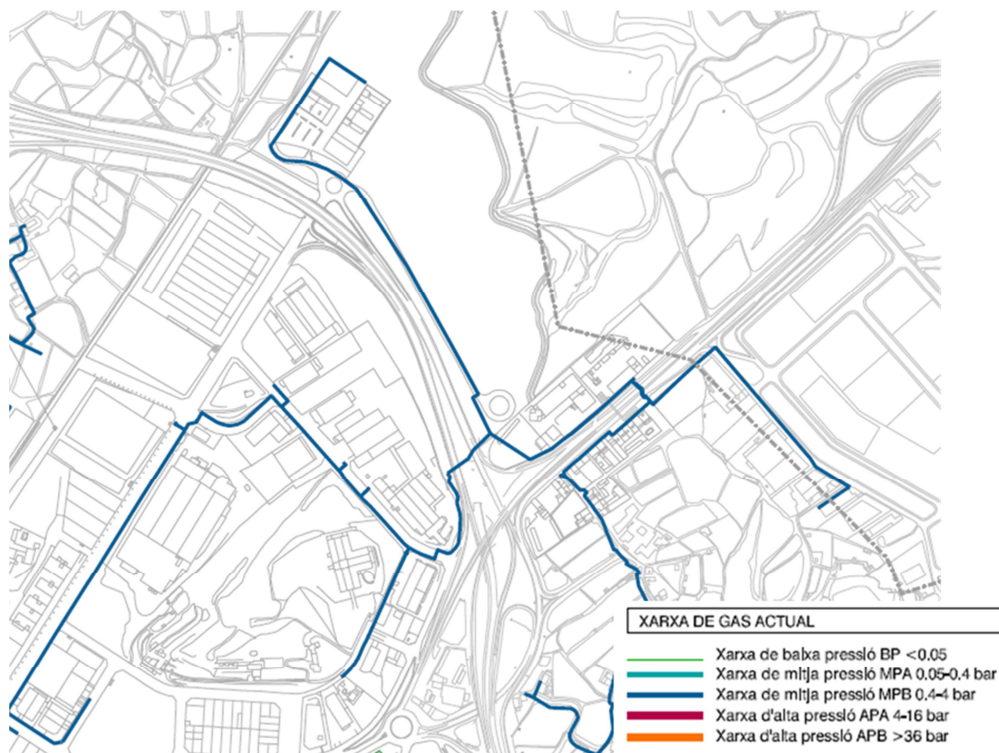 XARXA DE GAS ACTUAL
Xarxa de baixa pressió BP <0.05
Xarxa de mitja pressió MPA 0.05-0.4 bar
Xarxa de mitja pressió MPB 0.4-4 bar
Xarxa d'alta pressió APA 4-16 bar
Xarxa d'alta pressió APB >36 bar